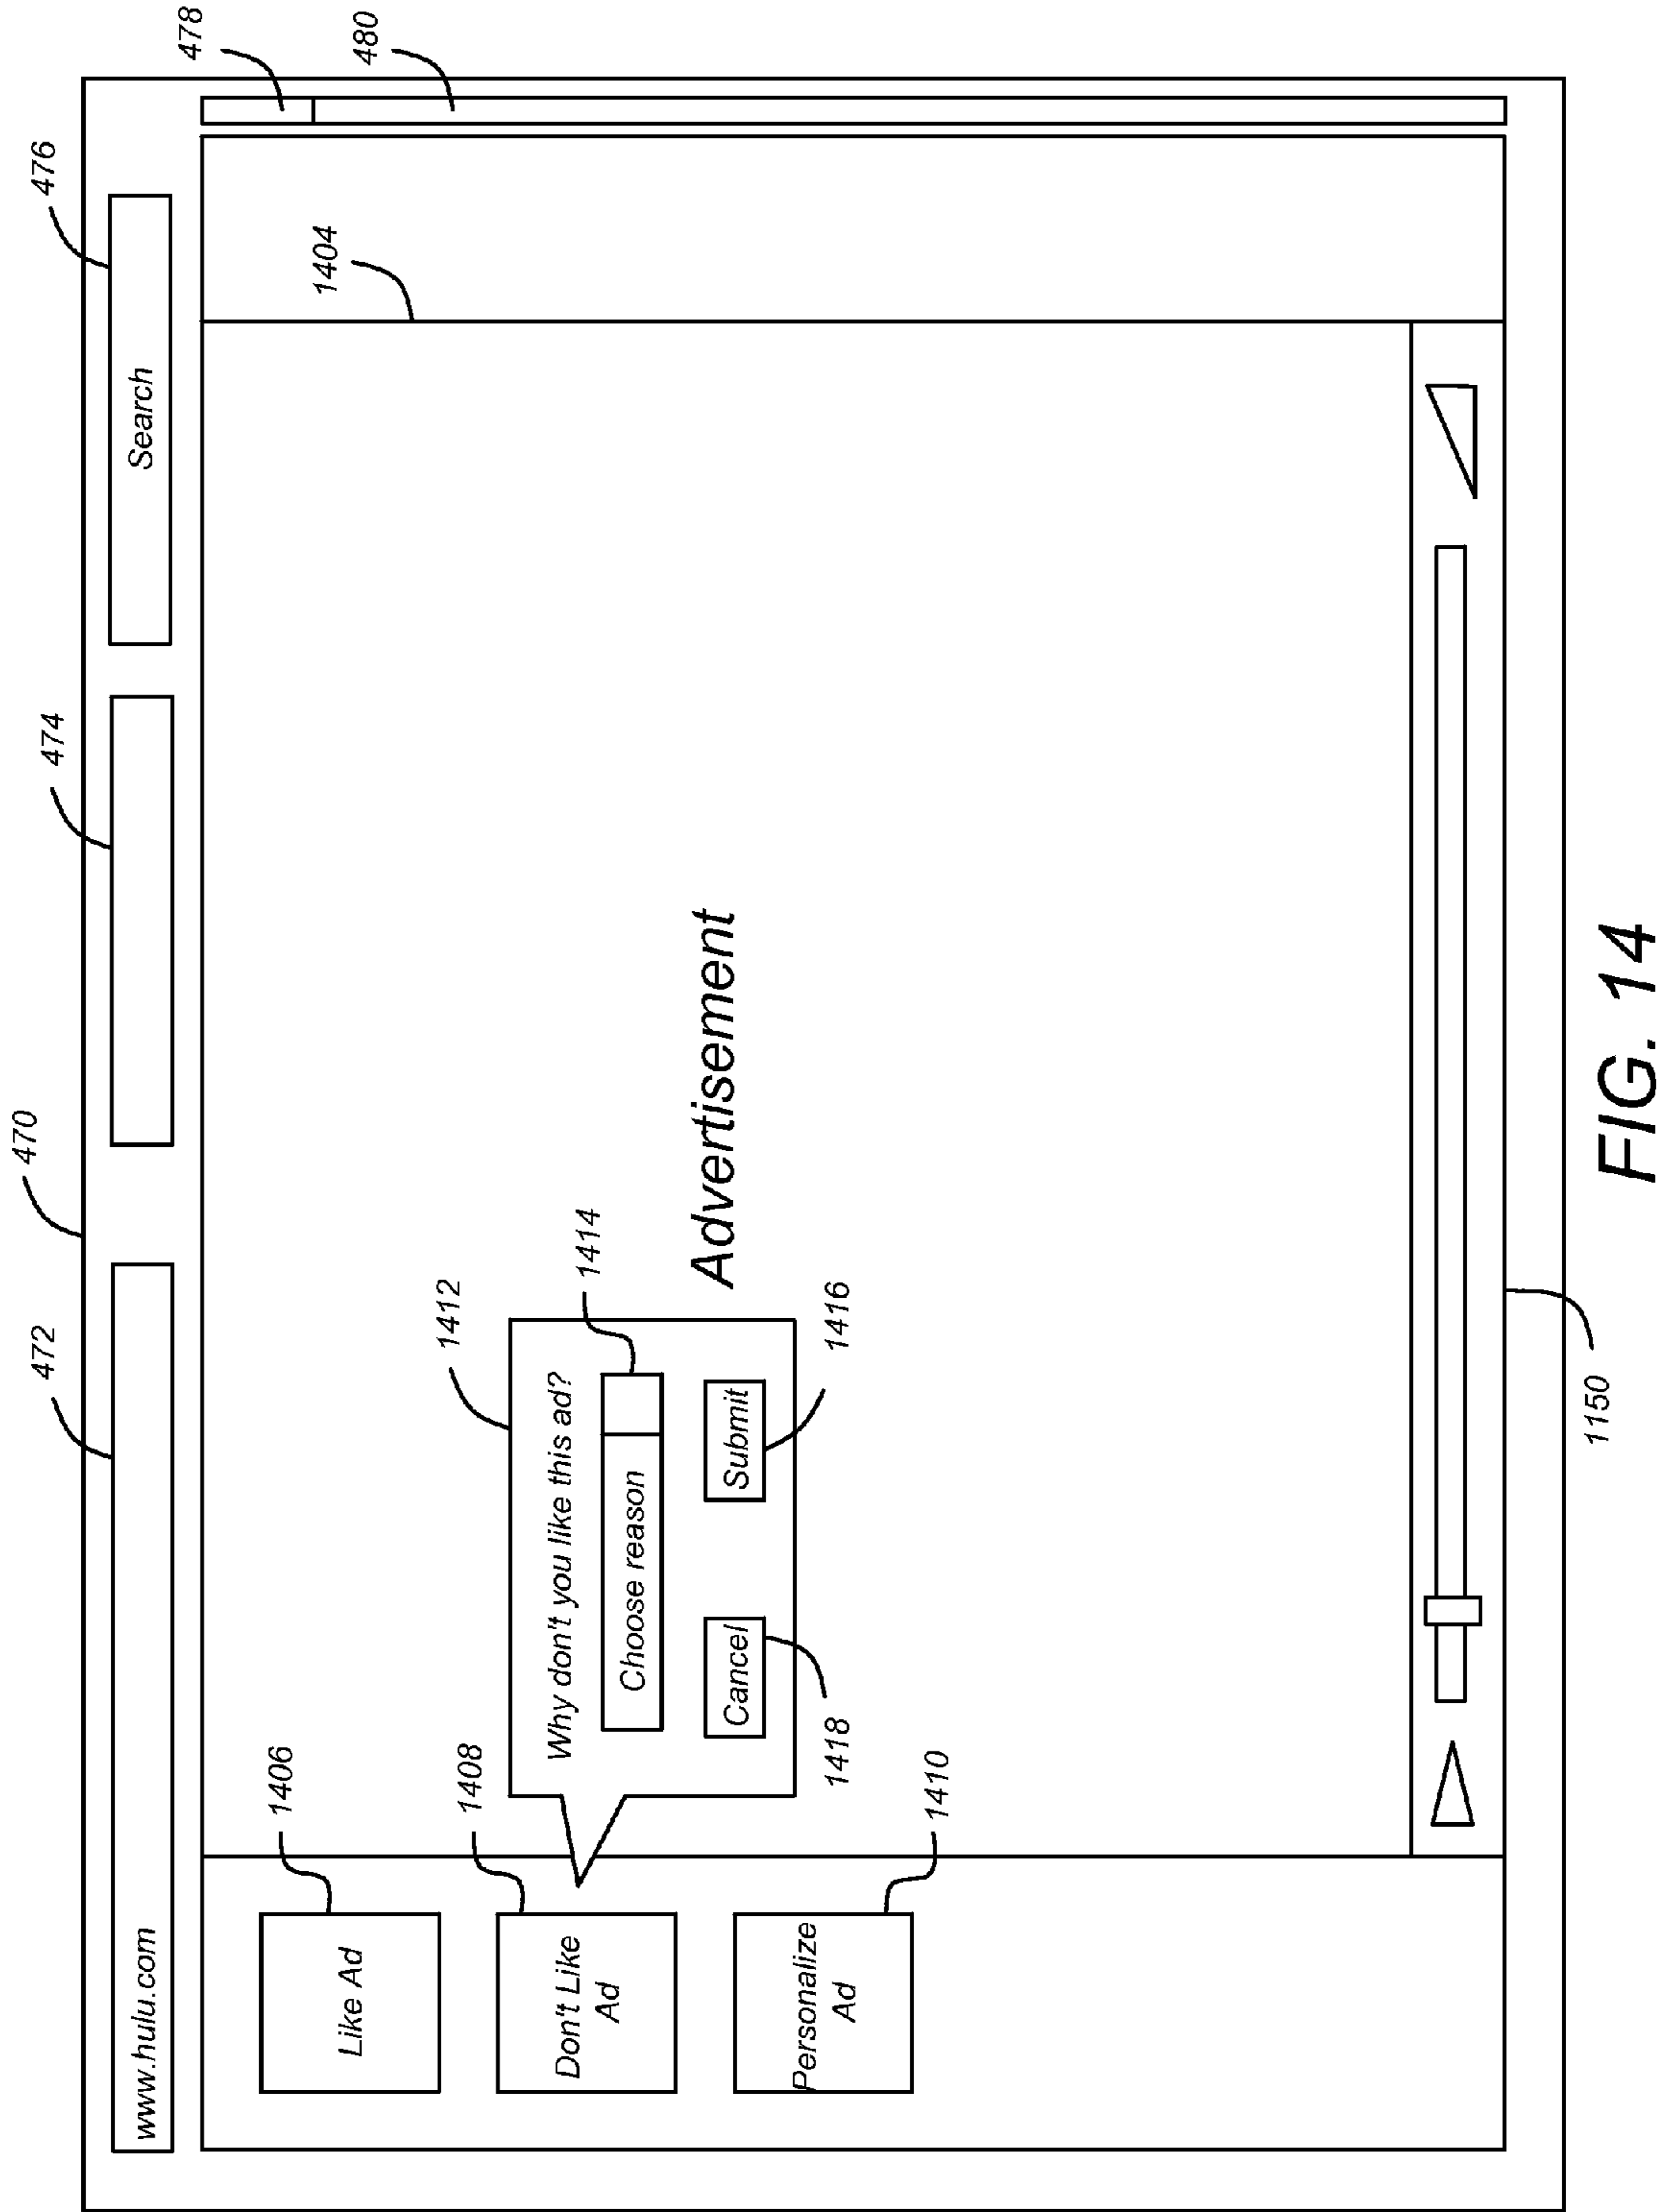 470
472
474
476
www.hulu.com
Search
478
480
1404
1406
Like Ad
1408
Don't Like
Ad
1410
Personalize
Ad
1412
Why don't you like this ad?
1414
Choose reason
Cancel
Submit
1418
1416
Advertisement
1150
FIG. 14